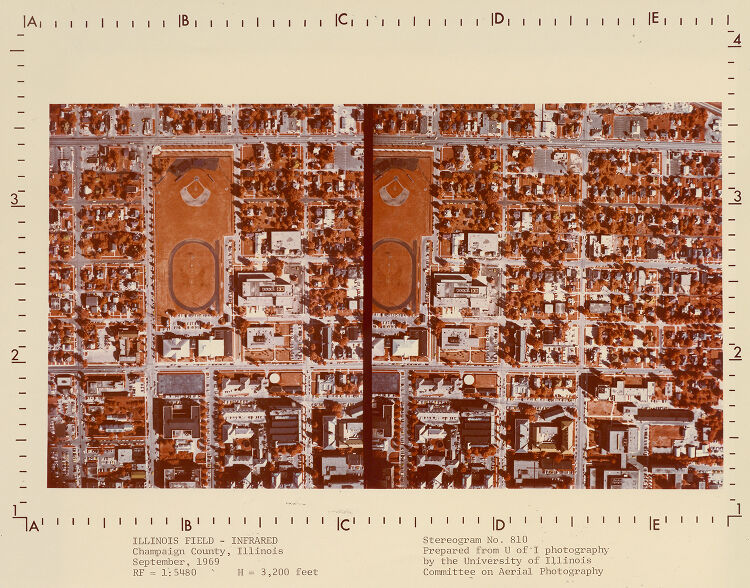 A B C D E
4
3 3
2 2
1 1
A B C D E
ILLINOIS FIELD - INFRARED
Champaign County, Illinois
September, 1969
RF = 1:5480 H = 3,200 feet
Stereogram No. 810
Prepared from U of I photography
by the University of Illinois
Committee on Aerial Photography